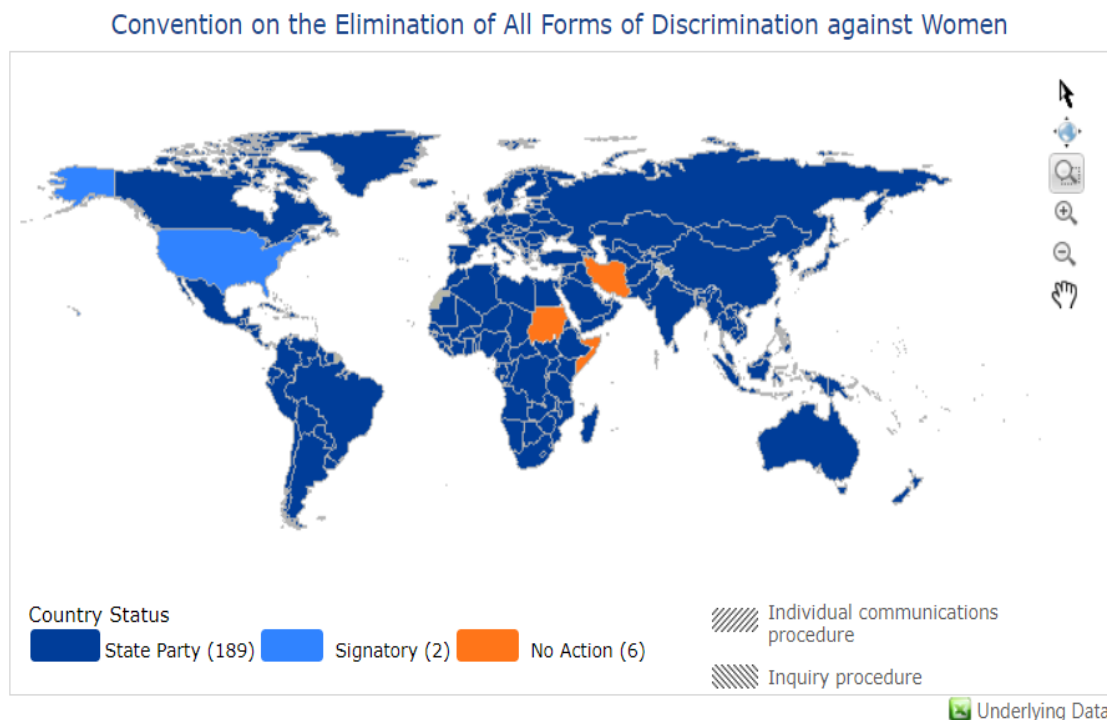 Convention on the Elimination of All Forms of Discrimination against Women
Country Status
State Party (189)
Signatory (2)
No Action (6)
Individual communications
procedure
Inquiry procedure
Underlying Data